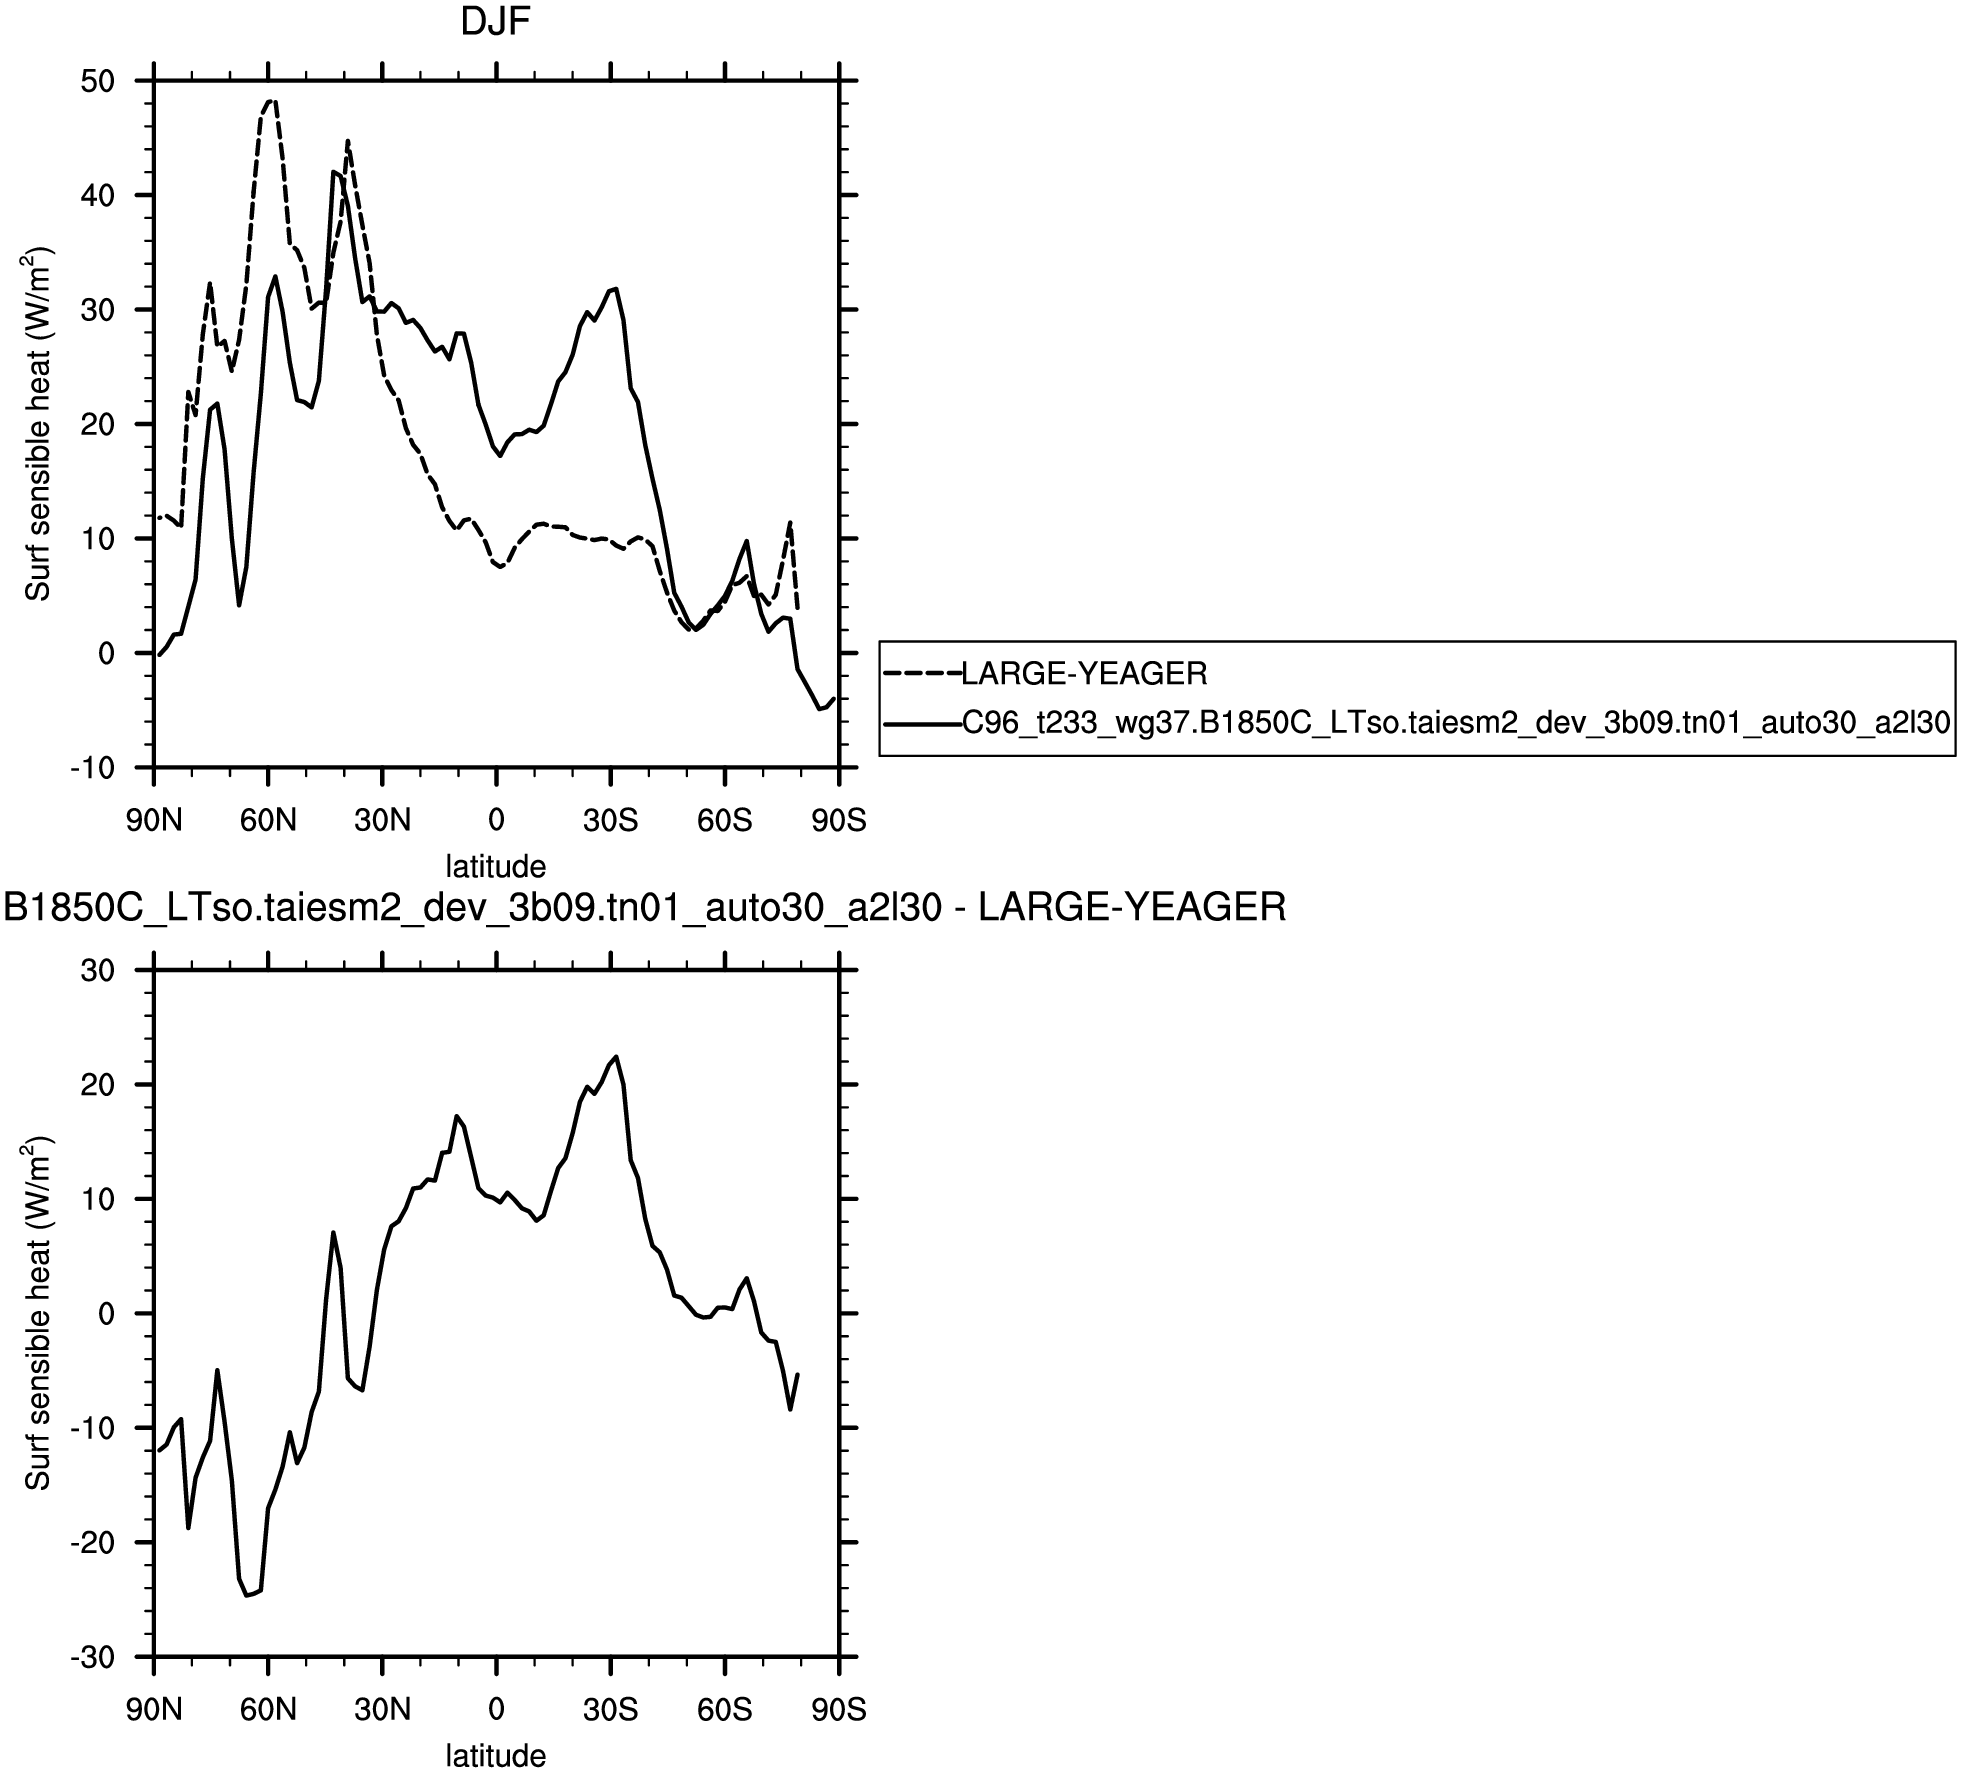 DJF
50
40
30
20
10
0
-10
Surf sensible heat (W/m2)
90N 60N 30N 0 30S 60S 90S
latitude
LARGE-YEAGER
C96_t233_wg37.B1850C_LTso.taiesm2_dev_3b09.tn01_auto30_a2l30
B1850C_LTso.taiesm2_dev_3b09.tn01_auto30_a2l30 - LARGE-YEAGER
30
20
10
0
-10
-20
-30
Surf sensible heat (W/m2)
90N 60N 30N 0 30S 60S 90S
latitude